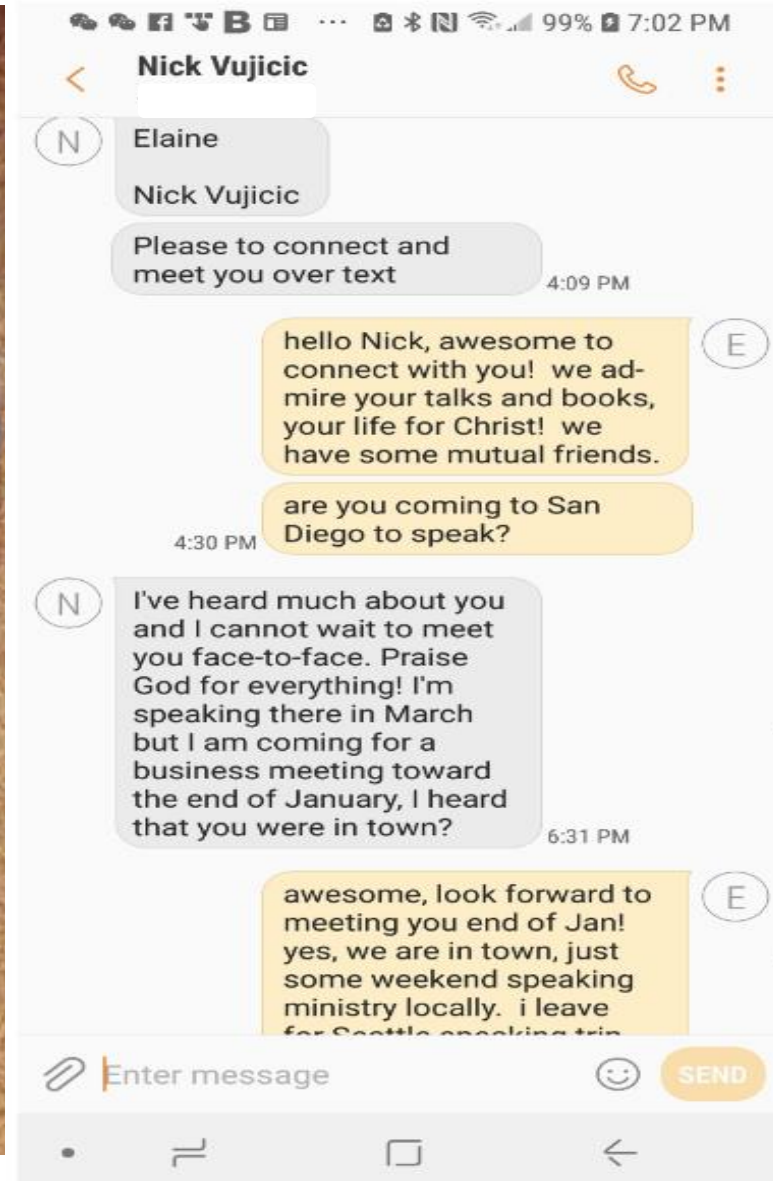 99% 7:02 PM
Nick Vujicic
N
Elaine
Nick Vujicic
Please to connect and
meet you over text
4:09 PM
E
hello Nick, awesome to
connect with you! we ad-
mire your talks and books,
your life for Christ! we
have some mutual friends.
are you coming to San
Diego to speak?
4:30 PM
N
I've heard much about you
and I cannot wait to meet
you face-to-face. Praise
God for everything! I'm
speaking there in March
but I am coming for a
business meeting toward
the end of January, I heard
that you were in town?
6:31 PM
E
awesome, look forward to
meeting you end of Jan!
yes, we are in town, just
some weekend speaking
ministry locally. i leave
for Seattle speaking trip
Enter message
SEND